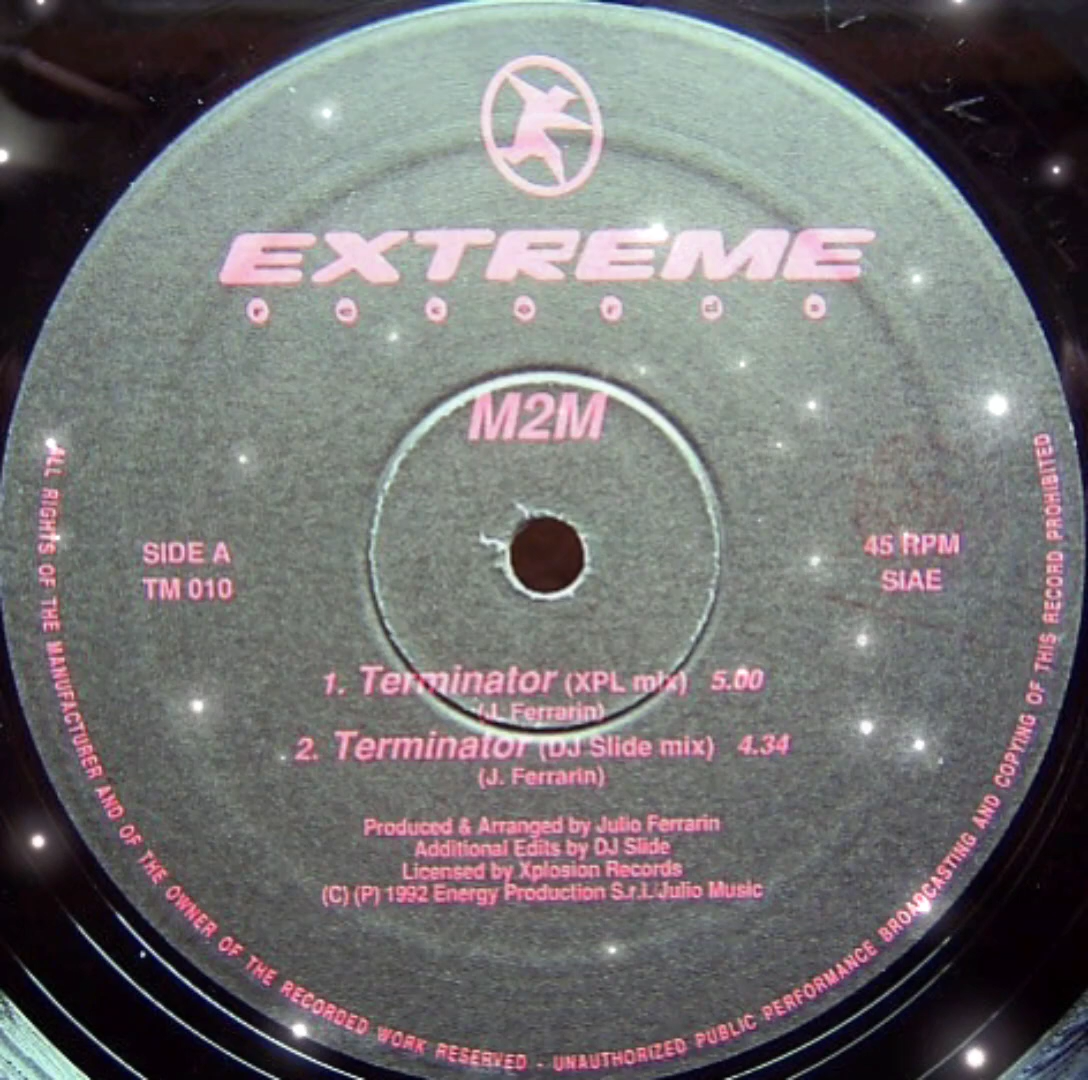 EXTREME
records
M2M
SIDE A
TM 010
45 RPM
SIAE
1. Terminator (XPL mix) 5.00
(J. Ferrarin)
2. Terminator (DJ Slide mix) 4.34
(J. Ferrarin)
Produced & Arranged by Julio Ferrarin
Additional Edits by DJ Slide
Licensed by Xplosion Records
(C) (P) 1992 Energy Production S.r.l. Julio Music
ALL RIGHTS OF THE MANUFACTURER AND OF THE OWNER OF THE RECORDED WORK RESERVED - UNAUTHORIZED PUBLIC PERFORMANCE BROADCASTING AND COPYING OF THIS RECORD PROHIBITED